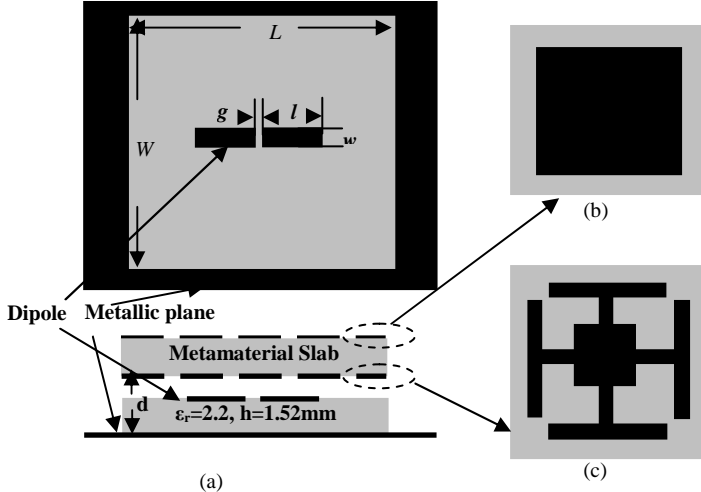 L
g
l
w
W
(b)
Dipole
Metallic plane
Metamaterial Slab
d
εr=2.2, h=1.52mm
(a)
(c)